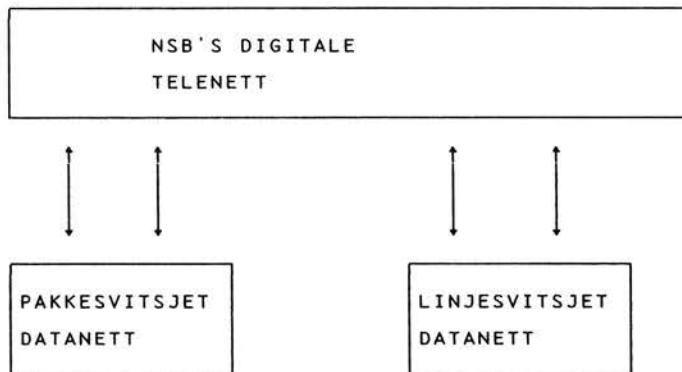 NSB'S DIGITALE
TELENETT
PAKKESVITSJET
DATANETT
LINJESVITSJET
DATANETT